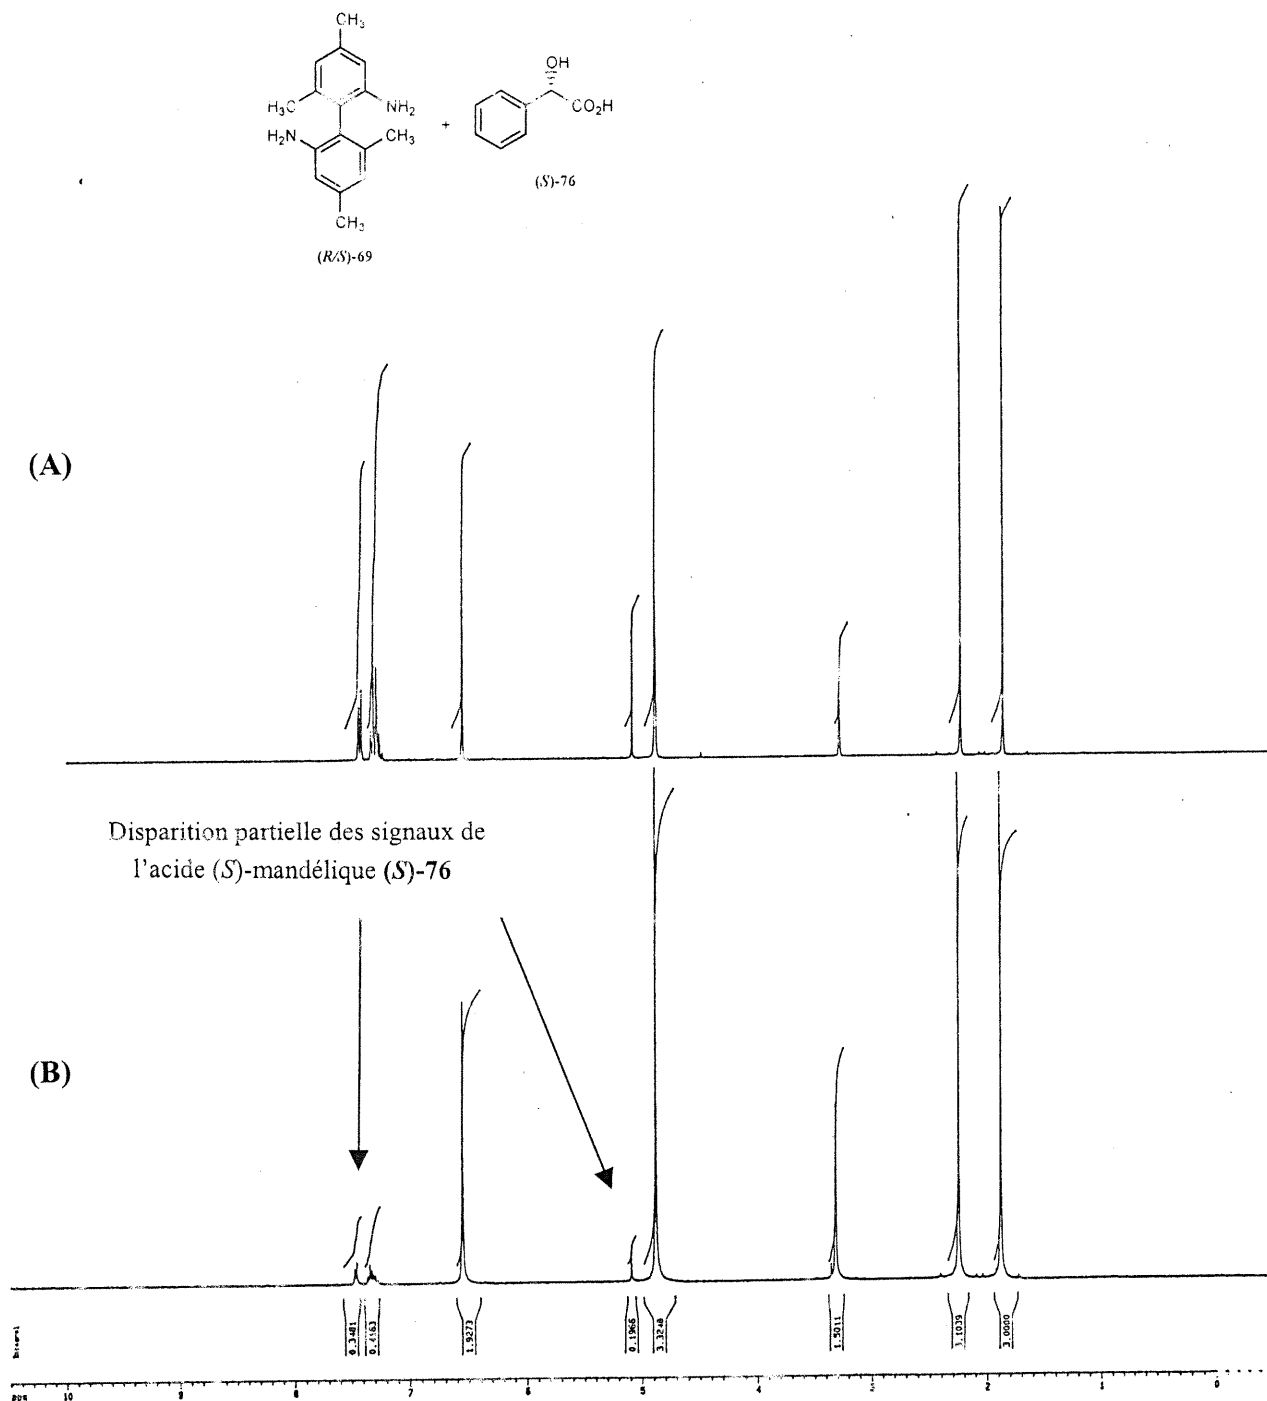 CH₃
OH
H₃C
NH₂
+
CO₂H
H₂N
CH₃
(S)-76
CH₃
(R/S)-69
(A)
Disparition partielle des signaux de
l'acide (S)-mandélique (S)-76
(B)
Integral
0.3481
0.4163
1.9273
0.1966
3.3248
1.5011
3.1039
3.0000
ppm 10 9 8 7 6 5 4 3 2 1 0